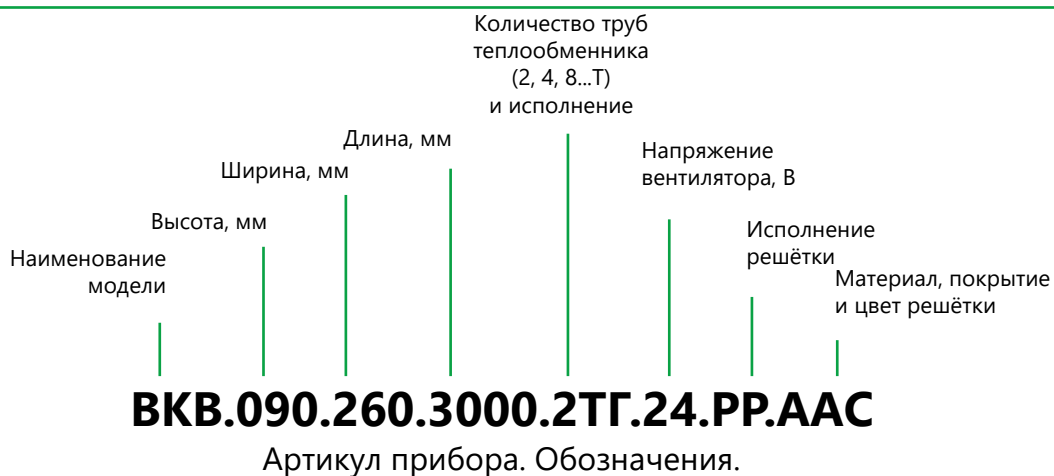 Количество труб
теплообменника
(2, 4, 8...Т)
и исполнение
Длина, мм
Ширина, мм
Высота, мм
Наименование
модели
Напряжение
вентилятора, В
Исполнение
решётки
Материал, покрытие
и цвет решётки
ВКВ.090.260.3000.2ТГ.24.РР.ААС
Артикул прибора. Обозначения.